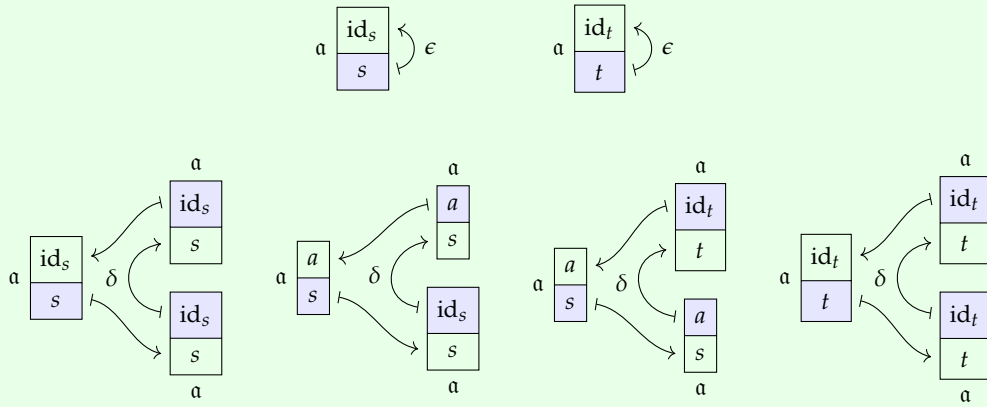 id_s id_t
𝔞 ϵ 𝔞 ϵ
s t
𝔞 𝔞 𝔞 𝔞
id_s a id_t id_t
s s t t
id_s a a id_t
𝔞 δ 𝔞 δ 𝔞 δ 𝔞 δ
s s s t
id_s id_s a id_t
s s s t
𝔞 𝔞 𝔞 𝔞